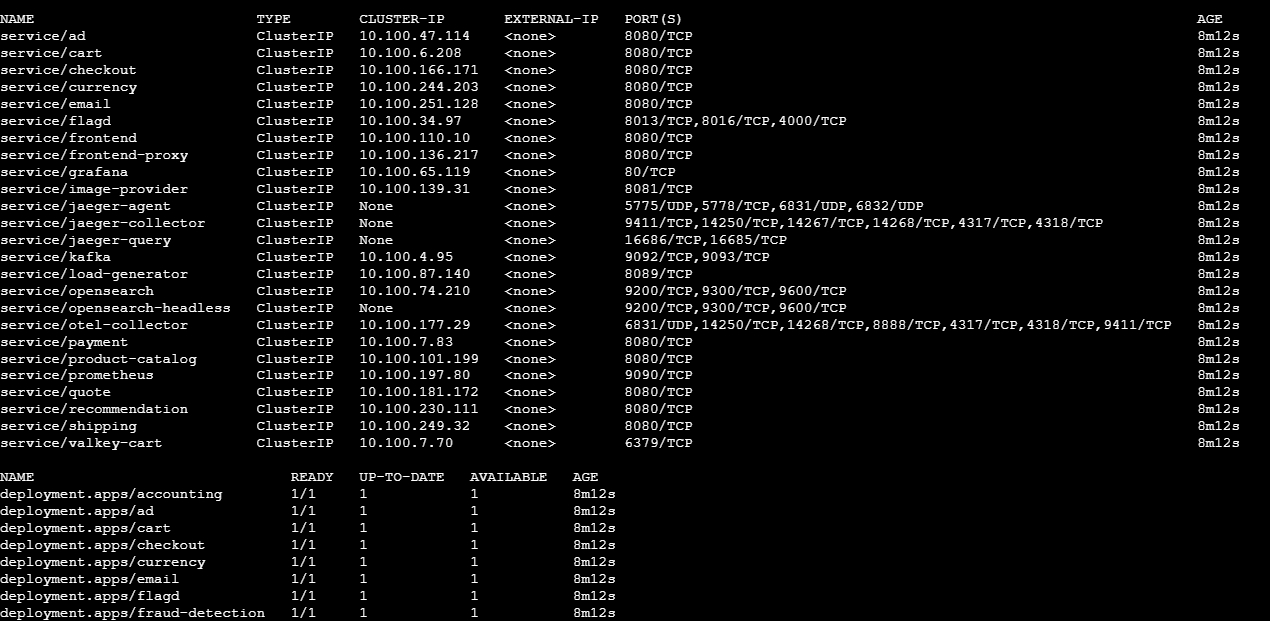 NAME TYPE CLUSTER-IP EXTERNAL-IP PORT(S) AGE
service/ad ClusterIP 10.100.47.114 <none> 8080/TCP 8m12s
service/cart ClusterIP 10.100.6.208 <none> 8080/TCP 8m12s
service/checkout ClusterIP 10.100.166.171 <none> 8080/TCP 8m12s
service/currency ClusterIP 10.100.244.203 <none> 8080/TCP 8m12s
service/email ClusterIP 10.100.251.128 <none> 8080/TCP 8m12s
service/flagd ClusterIP 10.100.34.97 <none> 8013/TCP,8016/TCP,4000/TCP 8m12s
service/frontend ClusterIP 10.100.110.10 <none> 8080/TCP 8m12s
service/frontend-proxy ClusterIP 10.100.136.217 <none> 8080/TCP 8m12s
service/grafana ClusterIP 10.100.65.119 <none> 80/TCP 8m12s
service/image-provider ClusterIP 10.100.139.31 <none> 8081/TCP 8m12s
service/jaeger-agent ClusterIP None <none> 5775/UDP,5778/TCP,6831/UDP,6832/UDP 8m12s
service/jaeger-collector ClusterIP None <none> 9411/TCP,14250/TCP,14267/TCP,14268/TCP,4317/TCP,4318/TCP 8m12s
service/jaeger-query ClusterIP None <none> 16686/TCP,16685/TCP 8m12s
service/kafka ClusterIP 10.100.4.95 <none> 9092/TCP,9093/TCP 8m12s
service/load-generator ClusterIP 10.100.87.140 <none> 8089/TCP 8m12s
service/opensearch ClusterIP 10.100.74.210 <none> 9200/TCP,9300/TCP,9600/TCP 8m12s
service/opensearch-headless ClusterIP None <none> 9200/TCP,9300/TCP,9600/TCP 8m12s
service/otel-collector ClusterIP 10.100.177.29 <none> 6831/UDP,14250/TCP,14268/TCP,8888/TCP,4317/TCP,4318/TCP,9411/TCP 8m12s
service/payment ClusterIP 10.100.7.83 <none> 8080/TCP 8m12s
service/product-catalog ClusterIP 10.100.101.199 <none> 8080/TCP 8m12s
service/prometheus ClusterIP 10.100.197.80 <none> 9090/TCP 8m12s
service/quote ClusterIP 10.100.181.172 <none> 8080/TCP 8m12s
service/recommendation ClusterIP 10.100.230.111 <none> 8080/TCP 8m12s
service/shipping ClusterIP 10.100.249.32 <none> 8080/TCP 8m12s
service/valkey-cart ClusterIP 10.100.7.70 <none> 6379/TCP 8m12s
NAME READY UP-TO-DATE AVAILABLE AGE
deployment.apps/accounting 1/1 1 1 8m12s
deployment.apps/ad 1/1 1 1 8m12s
deployment.apps/cart 1/1 1 1 8m12s
deployment.apps/checkout 1/1 1 1 8m12s
deployment.apps/currency 1/1 1 1 8m12s
deployment.apps/email 1/1 1 1 8m12s
deployment.apps/flagd 1/1 1 1 8m12s
deployment.apps/fraud-detection 1/1 1 1 8m12s